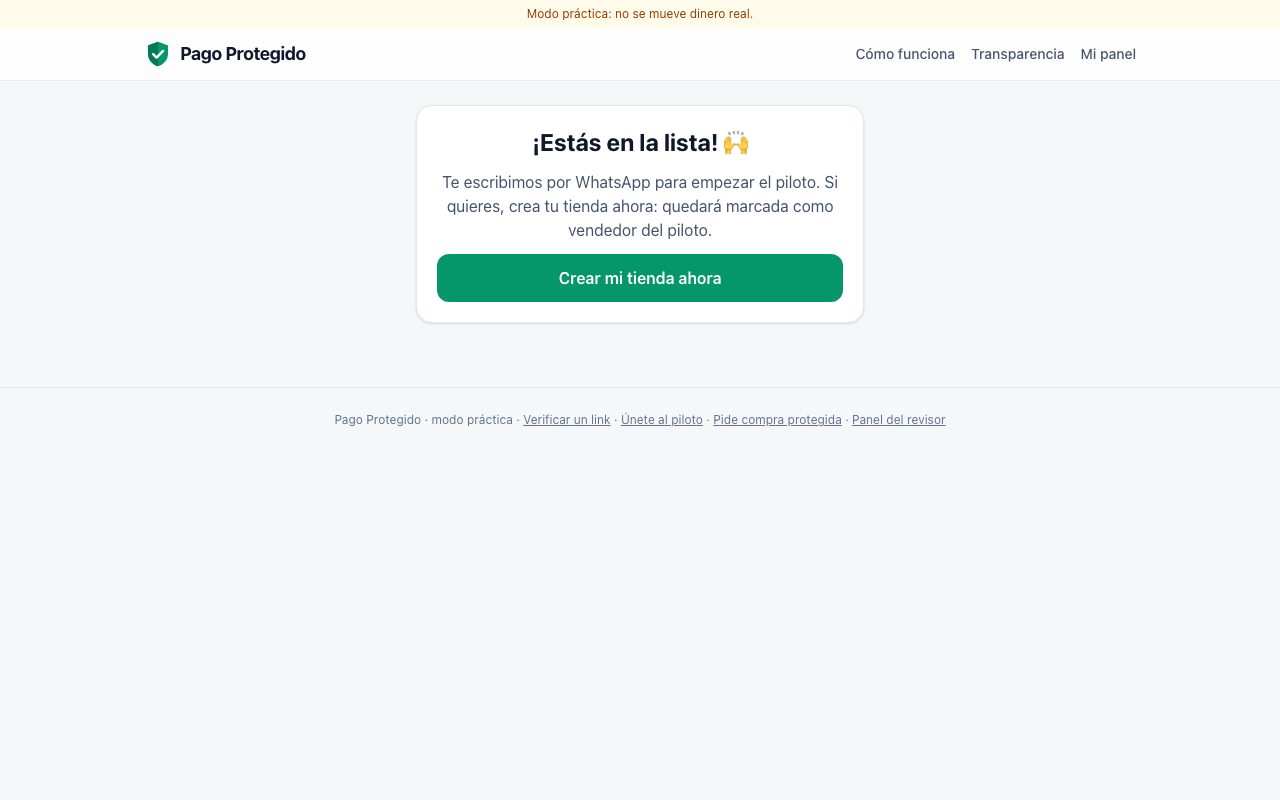 Modo práctica: no se mueve dinero real.
Pago Protegido
Cómo funciona
Transparencia
Mi panel
¡Estás en la lista! 🙌
Te escribimos por WhatsApp para empezar el piloto. Si
quieres, crea tu tienda ahora: quedará marcada como
vendedor del piloto.
Crear mi tienda ahora
Pago Protegido · modo práctica · Verificar un link · Únete al piloto · Pide compra protegida · Panel del revisor